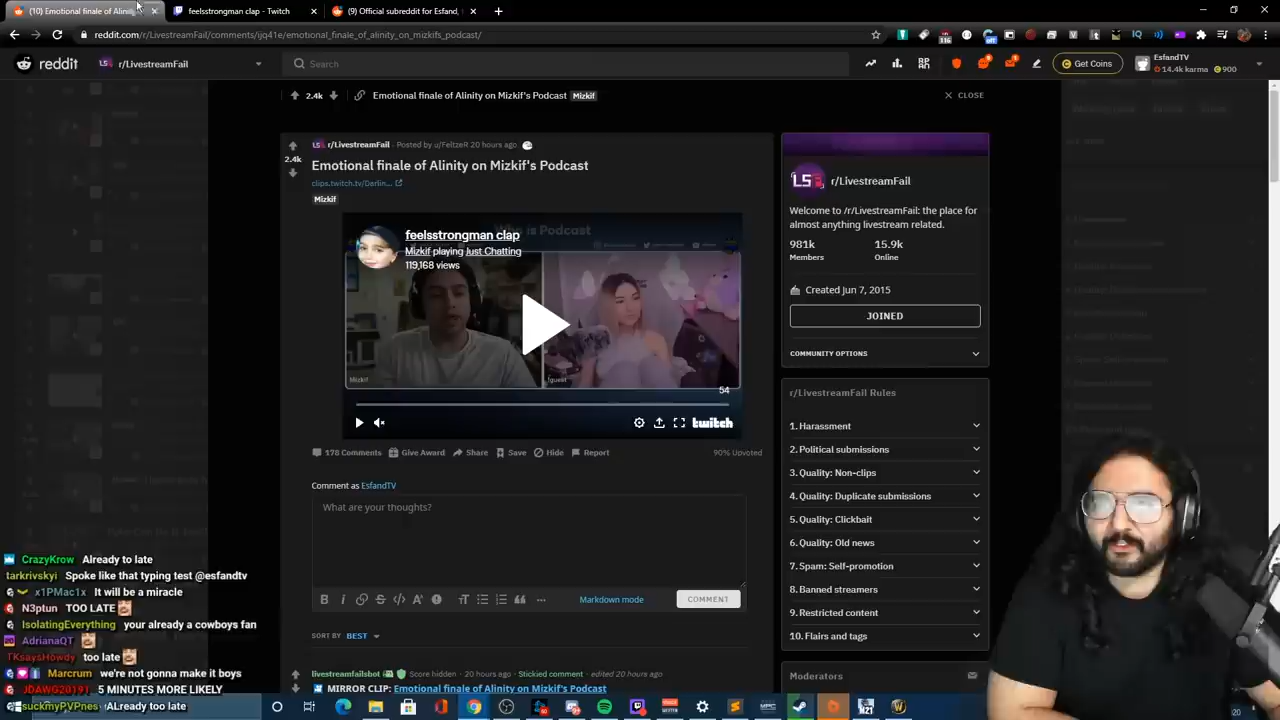 (10) Emotional finale of Alinity
feelsstrongman clap - Twitch
(9) Official subreddit for Esfand,
reddit.com/r/LivestreamFail/comments/ijq41e/emotional_finale_of_alinity_on_mizkifs_podcast/
reddit
r/LivestreamFail
Search
Get Coins
EsfandTV
14.4k karma
900
2.4k
Emotional finale of Alinity on Mizkif's Podcast
Mizkif
CLOSE
r/LivestreamFail · Posted by u/FeltzeR 20 hours ago
2.4k
Emotional finale of Alinity on Mizkif's Podcast
clips.twitch.tv/Darlin...
Mizkif
feelsstrongman clap
Mizkif playing Just Chatting
119,168 views
is Podcast
Mizkif
54
twitch
178 Comments
Give Award
Share
Save
Hide
Report
90% Upvoted
Comment as EsfandTV
What are your thoughts?
Markdown mode
COMMENT
SORT BY BEST
livestreamfailsbot
Score hidden · 20 hours ago · Stickied comment · edited 20 hours ago
MIRROR CLIP: Emotional finale of Alinity on Mizkif's Podcast
LSF
r/LivestreamFail
Welcome to /r/LivestreamFail: the place for
almost anything livestream related.
981k
Members
15.9k
Online
Created Jun 7, 2015
JOINED
COMMUNITY OPTIONS
r/LivestreamFail Rules
1. Harassment
2. Political submissions
3. Quality: Non-clips
4. Quality: Duplicate submissions
5. Quality: Clickbait
6. Quality: Old news
7. Spam: Self-promotion
8. Banned streamers
9. Restricted content
10. Flairs and tags
Moderators
CrazyKrow Already to late
tarkrivskyi Spoke like that typing test @esfandtv
x1PMac1x It will be a miracle
N3ptun TOO LATE
IsolatingEverything your already a cowboys fan
AdrianaQT
TKsaysHowdy too late
Marcrum we're not gonna make it boys
JDAWG20191 5 MINUTES MORE LIKELY
suckmyPVPnes ALready too late